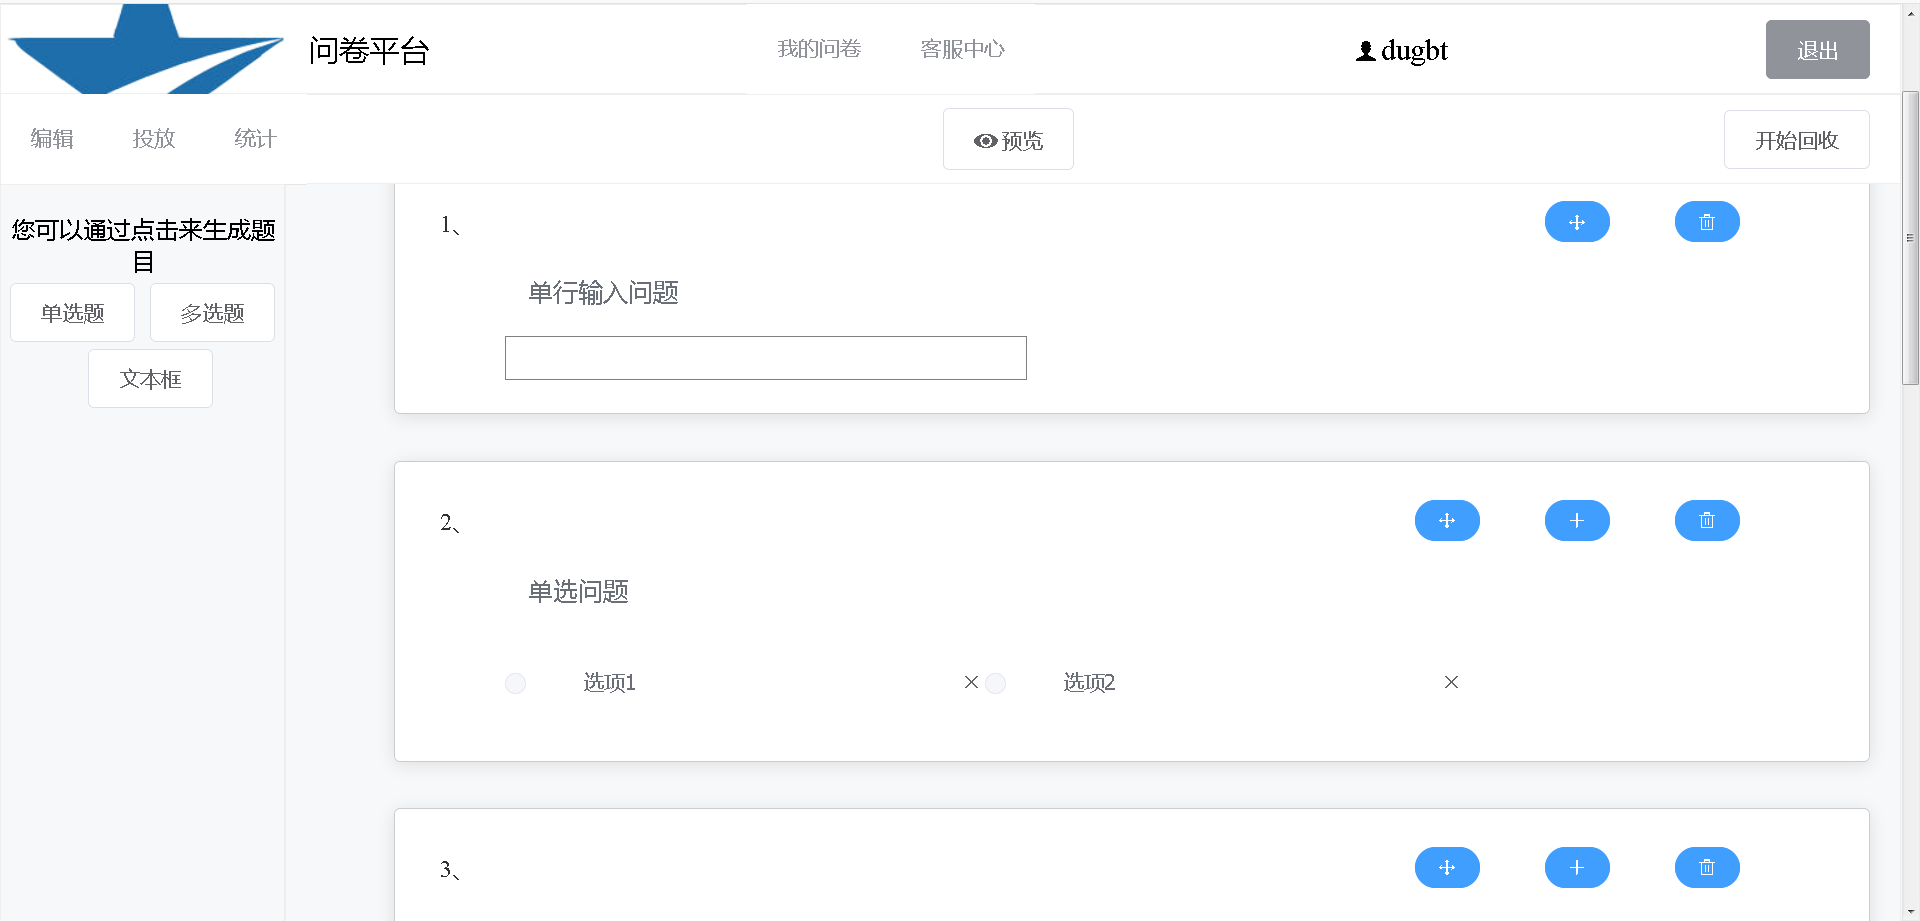 问卷平台
我的问卷
客服中心
dugbt
退出
编辑
投放
统计
预览
开始回收
您可以通过点击来生成题
目
单选题
多选题
文本框
1、
单行输入问题
2、
单选问题
选项1
选项2
3、